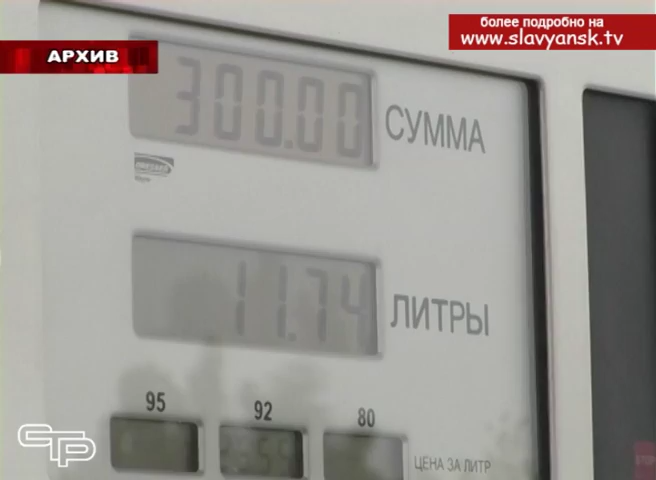 более подробно на
www.slavyansk.tv
АРХИВ
300.00
СУММА
11.74
ЛИТРЫ
95
92
80
ЦЕНА ЗА ЛИТР
СТР